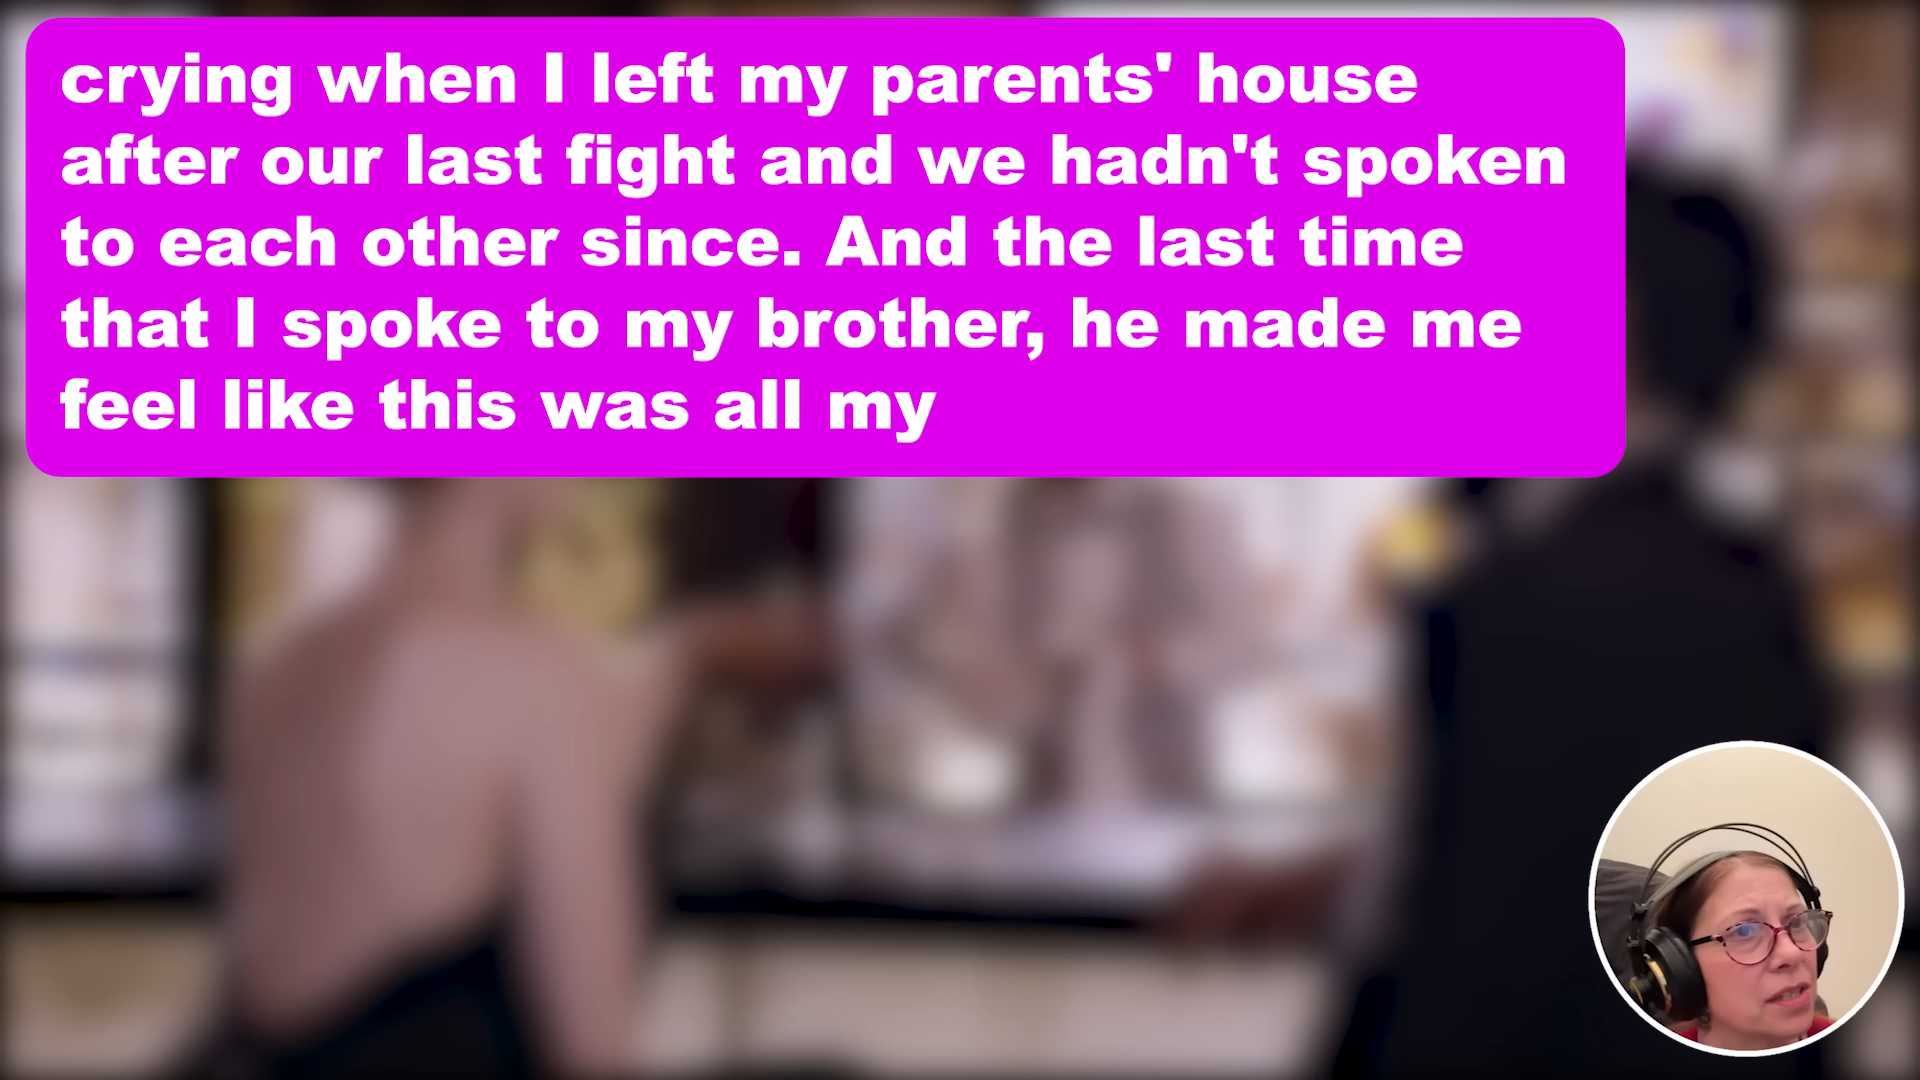 crying when I left my parents' house
after our last fight and we hadn't spoken
to each other since. And the last time
that I spoke to my brother, he made me
feel like this was all my